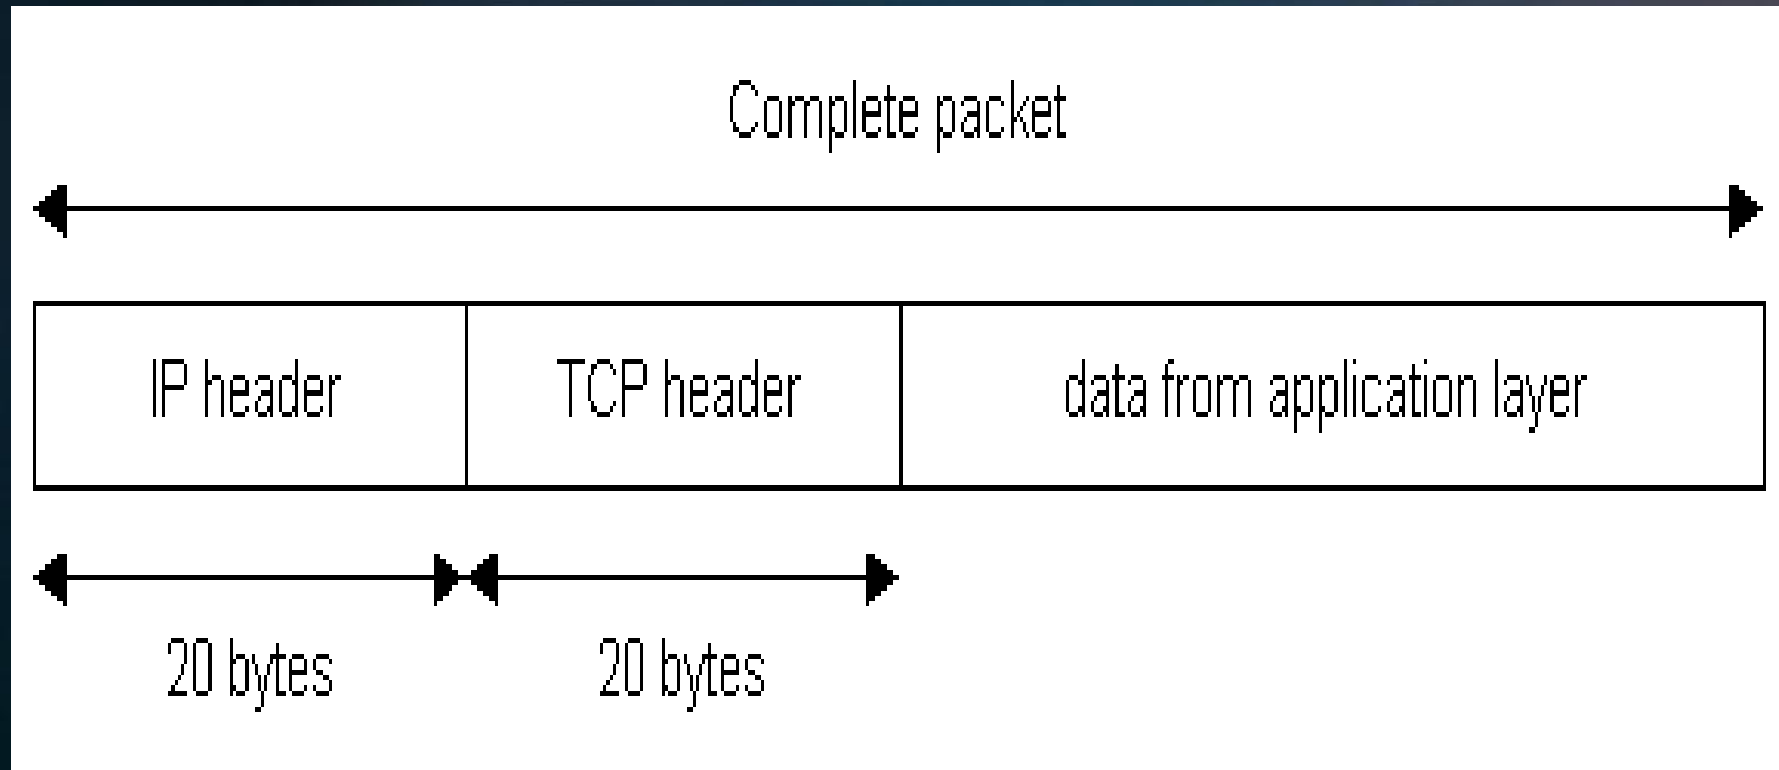 Complete packet
IP header
TCP header
data from application layer
20 bytes
20 bytes